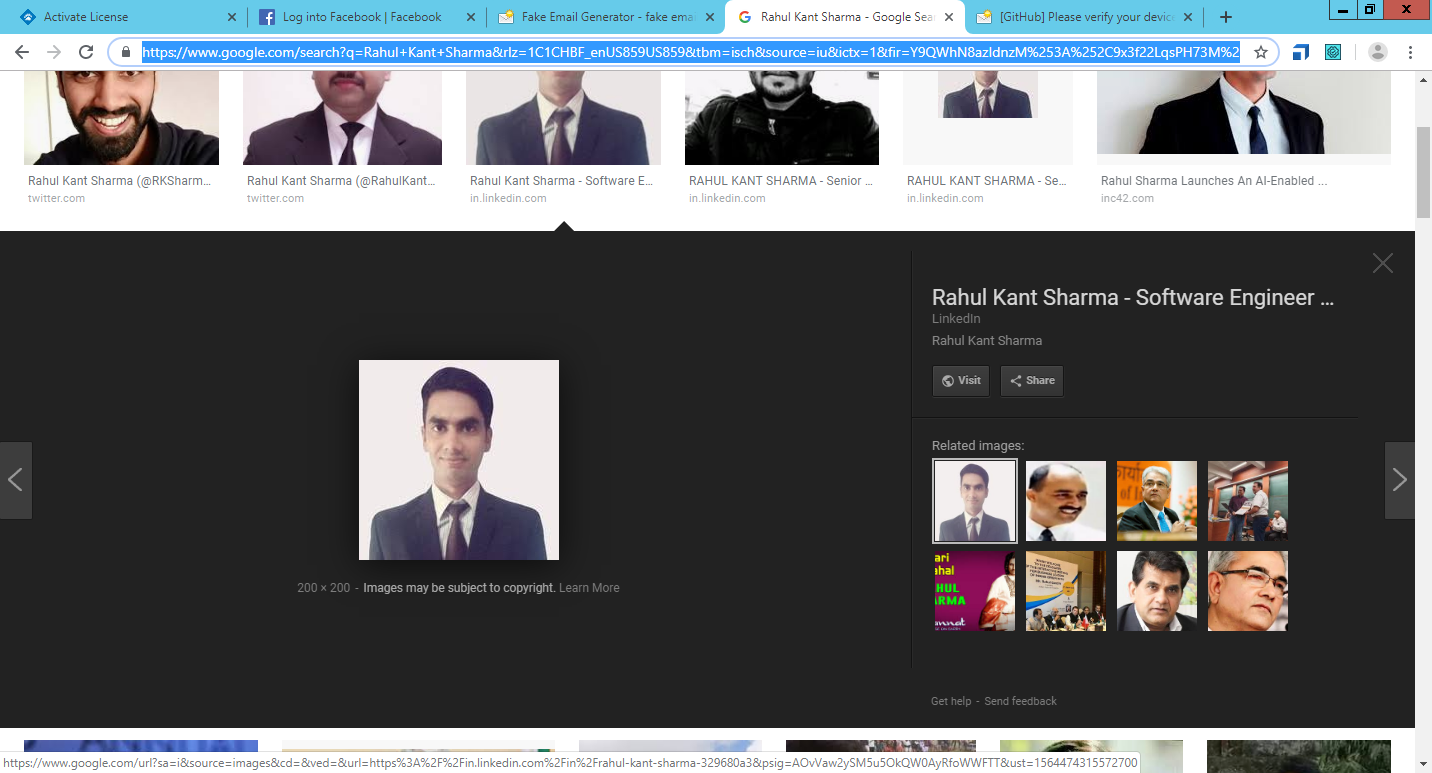 Activate License
Log into Facebook | Facebook
Fake Email Generator - fake emai
Rahul Kant Sharma - Google Sear
[GitHub] Please verify your device
https://www.google.com/search?q=Rahul+Kant+Sharma&rlz=1C1CHBF_enUS859US859&tbm=isch&source=iu&ictx=1&fir=Y9QWhN8azIdnzM%253A%252C9x3f22LqsPH73M%2
Rahul Kant Sharma (@RKSharm...
twitter.com
Rahul Kant Sharma (@RahulKant...
twitter.com
Rahul Kant Sharma - Software E...
in.linkedin.com
RAHUL KANT SHARMA - Senior ...
in.linkedin.com
RAHUL KANT SHARMA - Se...
in.linkedin.com
Rahul Sharma Launches An AI-Enabled ...
inc42.com
Rahul Kant Sharma - Software Engineer ...
LinkedIn
Rahul Kant Sharma
Visit
Share
Related images:
200 × 200 - Images may be subject to copyright. Learn More
Get help - Send feedback
https://www.google.com/url?sa=i&source=images&cd=&ved=&url=https%3A%2F%2Fin.linkedin.com%2Fin%2Frahul-kant-sharma-329680a3&psig=AOvVaw2ySM5u5OkQW0AyRfoWWFTT&ust=1564474315572700